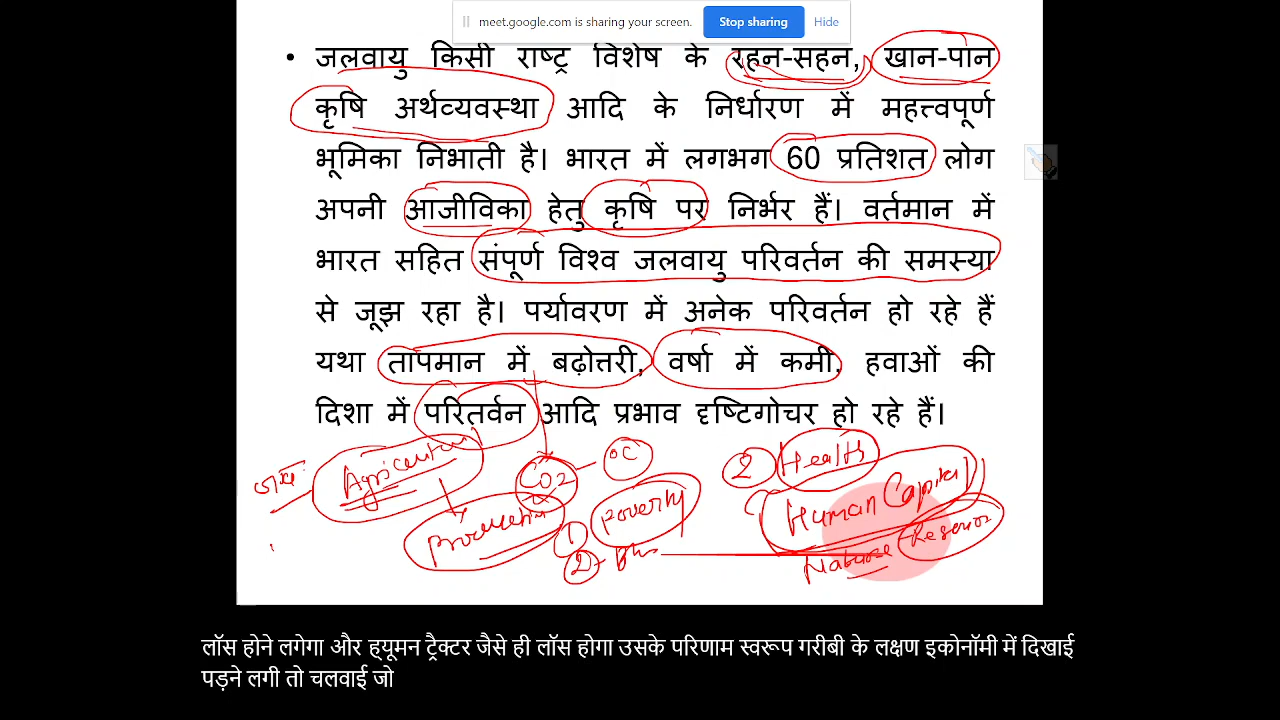 meet.google.com is sharing your screen. Stop sharing Hide
• जलवायु किसी राष्ट्र विशेष के रहन-सहन, खान-पान
कृषि अर्थव्यवस्था आदि के निर्धारण में महत्त्वपूर्ण
भूमिका निभाती है। भारत में लगभग 60 प्रतिशत लोग
अपनी आजीविका हेतु कृषि पर निर्भर हैं। वर्तमान में
भारत सहित संपूर्ण विश्व जलवायु परिवर्तन की समस्या
से जूझ रहा है। पर्यावरण में अनेक परिवर्तन हो रहे हैं
यथा तापमान में बढ़ोत्तरी, वर्षा में कमी, हवाओं की
दिशा में परितर्वन आदि प्रभाव दृष्टिगोचर हो रहे हैं।
CO2 °C 2 Health
1 Poverty Human Capital
2
लॉस होने लगेगा और ह्यूमन ट्रैक्टर जैसे ही लॉस होगा उसके परिणाम स्वरूप गरीबी के लक्षण इकोनॉमी में दिखाई
पड़ने लगी तो चलवाई जो